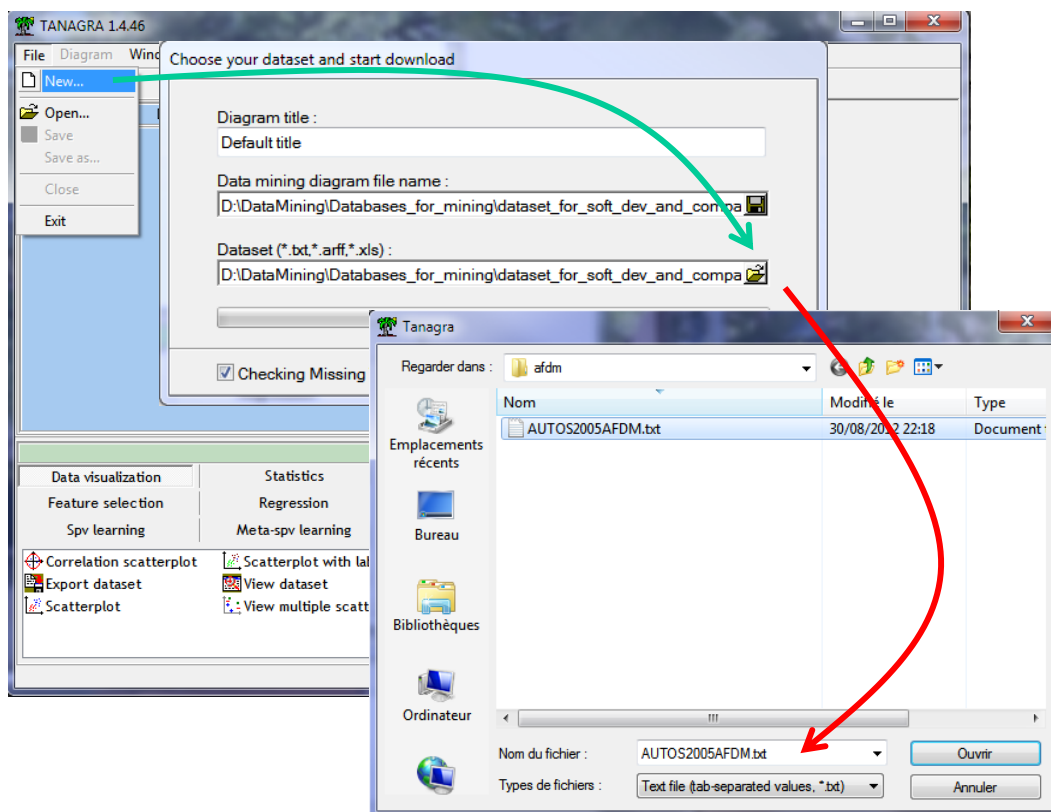 TANAGRA 1.4.46
File Diagram
New...
Open...
Save
Save as...
Close
Exit
Choose your dataset and start download
Diagram title :
Default title
Data mining diagram file name :
D:\DataMining\Databases_for_mining\dataset_for_soft_dev_and_compa
Dataset (*.txt,*.arff,*.xls) :
D:\DataMining\Databases_for_mining\dataset_for_soft_dev_and_compa
Checking Missing
Data visualization Statistics
Feature selection Regression
Spv learning Meta-spv learning
Correlation scatterplot Scatterplot with
Export dataset View dataset
Scatterplot View multiple
Tanagra
Regarder dans :
afdm
Nom Modifié le Type
AUTOS2005AFDM.txt 30/08/2012 22:18 Document
Emplacements
récents
Bureau
Bibliothèques
Ordinateur
Nom du fichier : AUTOS2005AFDM.txt Ouvrir
Types de fichiers : Text file (tab-separated values, *.txt) Annuler